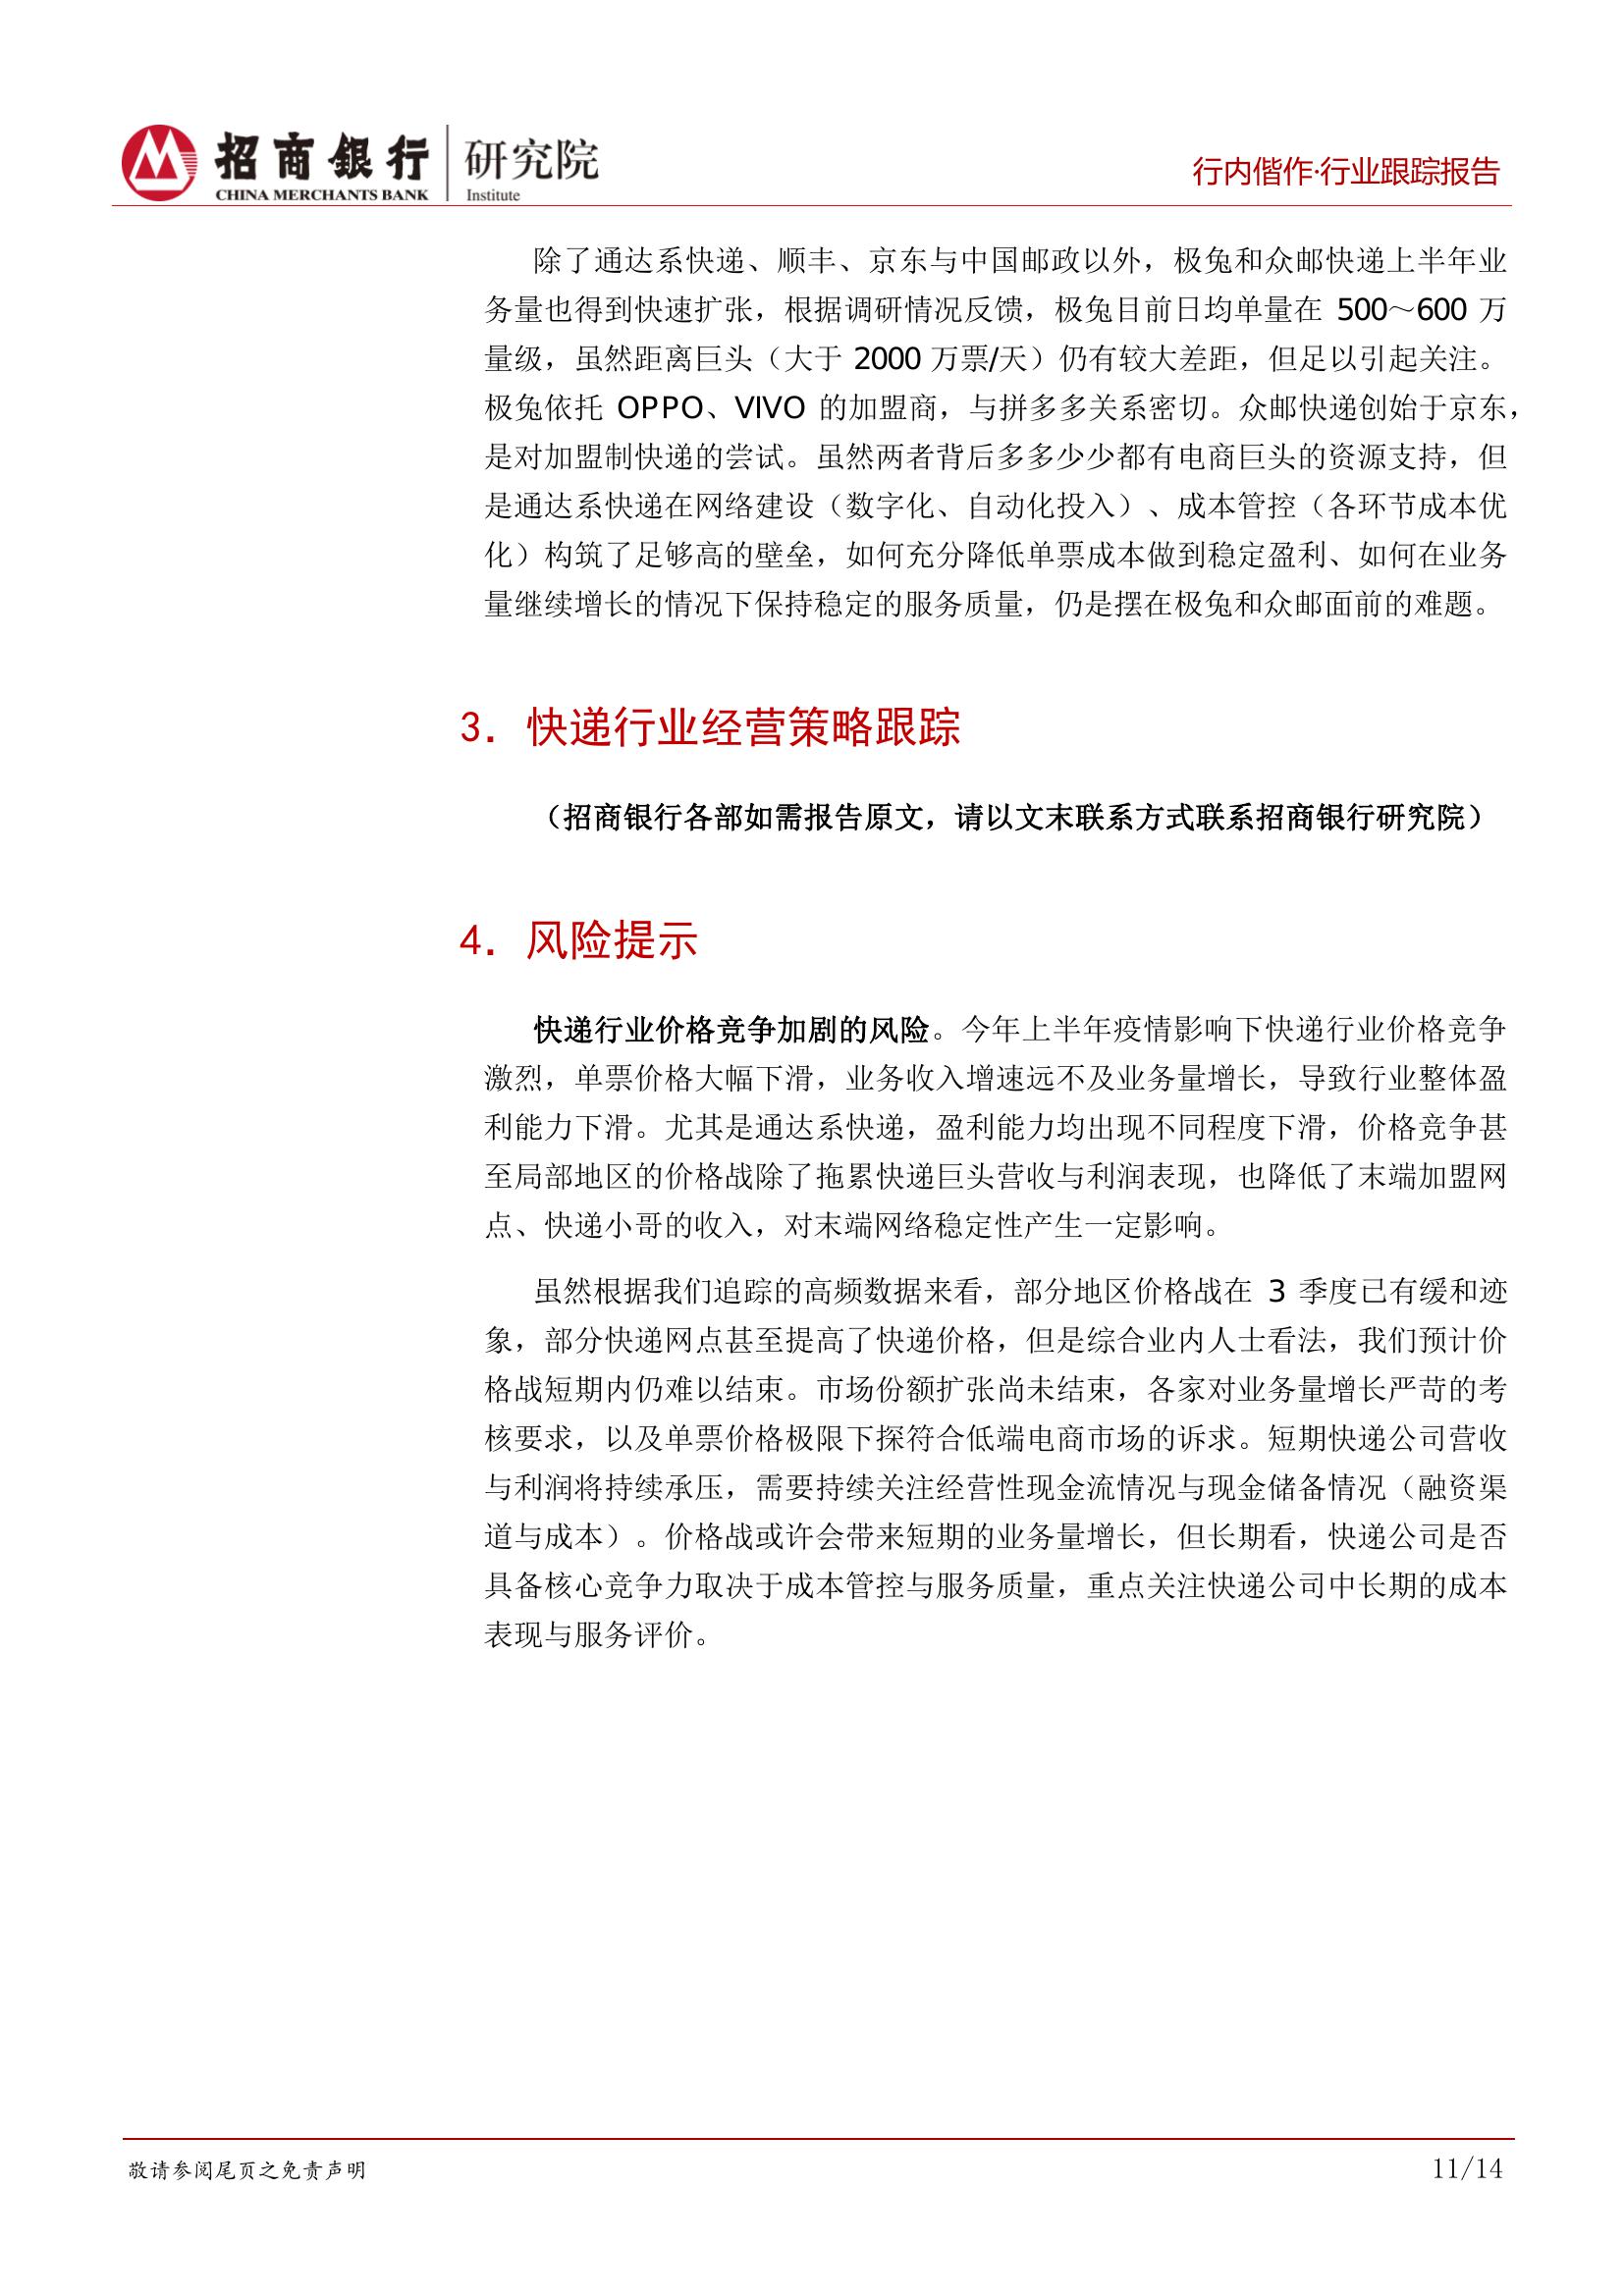 招商银行 研究院
CHINA MERCHANTS BANK Institute
行内偕作·行业跟踪报告
除了通达系快递、顺丰、京东与中国邮政以外，极兔和众邮快递上半年业
务量也得到快速扩张，根据调研情况反馈，极兔目前日均单量在 500～600 万
量级，虽然距离巨头（大于 2000 万票/天）仍有较大差距，但足以引起关注。
极兔依托 OPPO、VIVO 的加盟商，与拼多多关系密切。众邮快递创始于京东，
是对加盟制快递的尝试。虽然两者背后多多少少都有电商巨头的资源支持，但
是通达系快递在网络建设（数字化、自动化投入）、成本管控（各环节成本优
化）构筑了足够高的壁垒，如何充分降低单票成本做到稳定盈利、如何在业务
量继续增长的情况下保持稳定的服务质量，仍是摆在极兔和众邮面前的难题。
3. 快递行业经营策略跟踪
（招商银行各部如需报告原文，请以文末联系方式联系招商银行研究院）
4. 风险提示
快递行业价格竞争加剧的风险。今年上半年疫情影响下快递行业价格竞争
激烈，单票价格大幅下滑，业务收入增速远不及业务量增长，导致行业整体盈
利能力下滑。尤其是通达系快递，盈利能力均出现不同程度下滑，价格竞争甚
至局部地区的价格战除了拖累快递巨头营收与利润表现，也降低了末端加盟网
点、快递小哥的收入，对末端网络稳定性产生一定影响。
虽然根据我们追踪的高频数据来看，部分地区价格战在 3 季度已有缓和迹
象，部分快递网点甚至提高了快递价格，但是综合业内人士看法，我们预计价
格战短期内仍难以结束。市场份额扩张尚未结束，各家对业务量增长严苛的考
核要求，以及单票价格极限下探符合低端电商市场的诉求。短期快递公司营收
与利润将持续承压，需要持续关注经营性现金流情况与现金储备情况（融资渠
道与成本）。价格战或许会带来短期的业务量增长，但长期看，快递公司是否
具备核心竞争力取决于成本管控与服务质量，重点关注快递公司中长期的成本
表现与服务评价。
敬请参阅尾页之免责声明
11/14